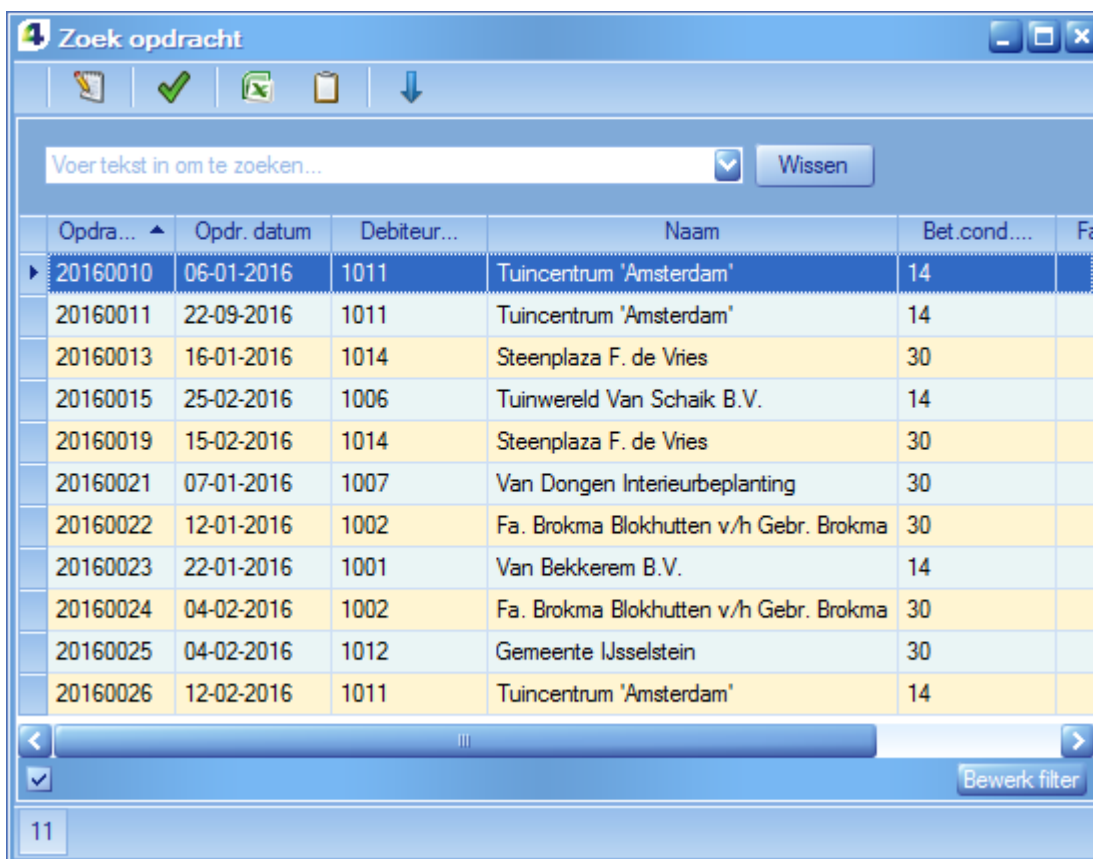 Zoek opdracht
Voer tekst in om te zoeken... Wissen
Opdra... Opdr. datum Debiteur... Naam Bet.cond.... Fa
20160010 06-01-2016 1011 Tuincentrum 'Amsterdam' 14
20160011 22-09-2016 1011 Tuincentrum 'Amsterdam' 14
20160013 16-01-2016 1014 Steenplaza F. de Vries 30
20160015 25-02-2016 1006 Tuinwereld Van Schaik B.V. 14
20160019 15-02-2016 1014 Steenplaza F. de Vries 30
20160021 07-01-2016 1007 Van Dongen Interieurbeplanting 30
20160022 12-01-2016 1002 Fa. Brokma Blokhutten v/h Gebr. Brokma 30
20160023 22-01-2016 1001 Van Bekkerem B.V. 14
20160024 04-02-2016 1002 Fa. Brokma Blokhutten v/h Gebr. Brokma 30
20160025 04-02-2016 1012 Gemeente IJsselstein 30
20160026 12-02-2016 1011 Tuincentrum 'Amsterdam' 14
Bewerk filter
11